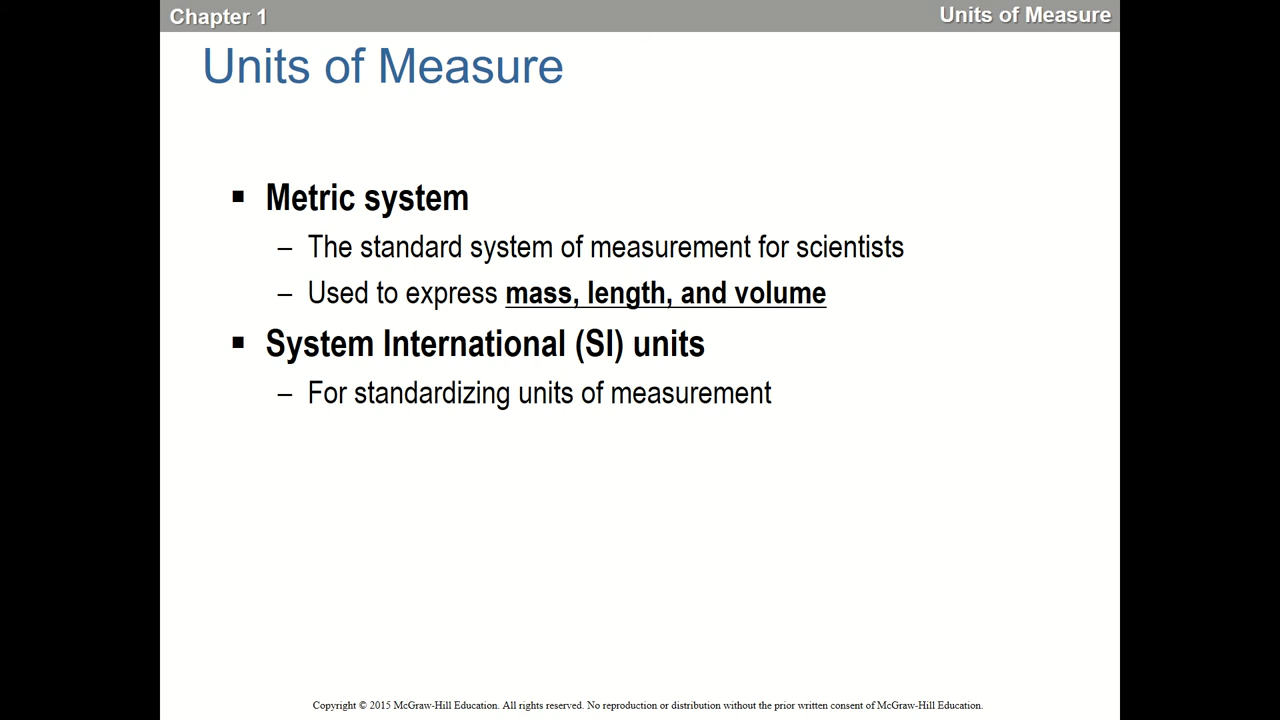 Chapter 1
Units of Measure
Units of Measure
▪ Metric system
– The standard system of measurement for scientists
– Used to express mass, length, and volume
▪ System International (SI) units
– For standardizing units of measurement
Copyright © 2015 McGraw-Hill Education. All rights reserved. No reproduction or distribution without the prior written consent of McGraw-Hill Education.